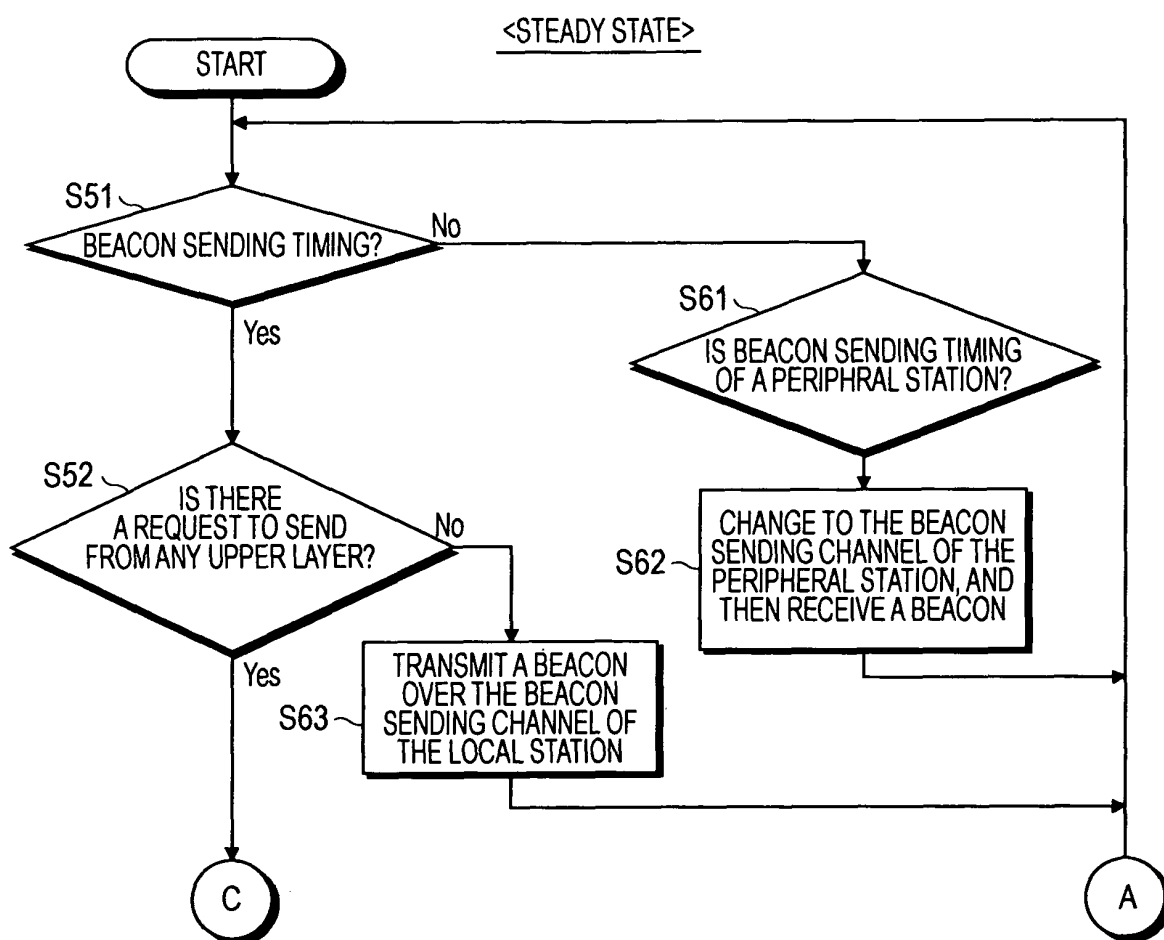 <STEADY STATE>
START
S51
BEACON SENDING TIMING?
No
Yes
S61
IS BEACON SENDING TIMING
OF A PERIPHRAL STATION?
S52
IS THERE
A REQUEST TO SEND
FROM ANY UPPER LAYER?
No
Yes
S62
CHANGE TO THE BEACON
SENDING CHANNEL OF THE
PERIPHERAL STATION, AND
THEN RECEIVE A BEACON
S63
TRANSMIT A BEACON
OVER THE BEACON
SENDING CHANNEL OF
THE LOCAL STATION
C
A